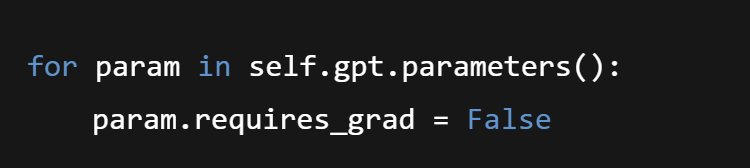 for param in self.gpt.parameters():
    param.requires_grad = False